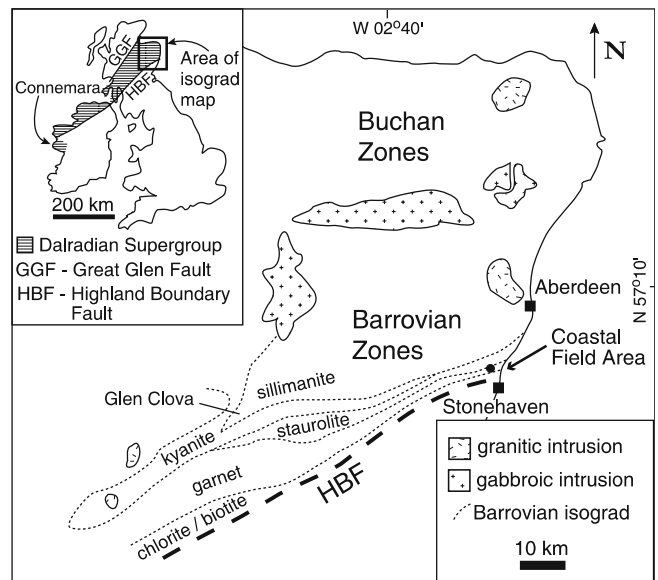 W 02°40'
N
GGF
Area of
isograd
map
Connemara
HBF
200 km
Dalradian Supergroup
GGF - Great Glen Fault
HBF - Highland Boundary
Fault
Buchan
Zones
N 57°10'
Aberdeen
Barrovian
Zones
Coastal
Field Area
Glen Clova
sillimanite
Stonehaven
kyanite
staurolite
garnet
HBF
chlorite / biotite
granitic intrusion
gabbroic intrusion
Barrovian isograd
10 km